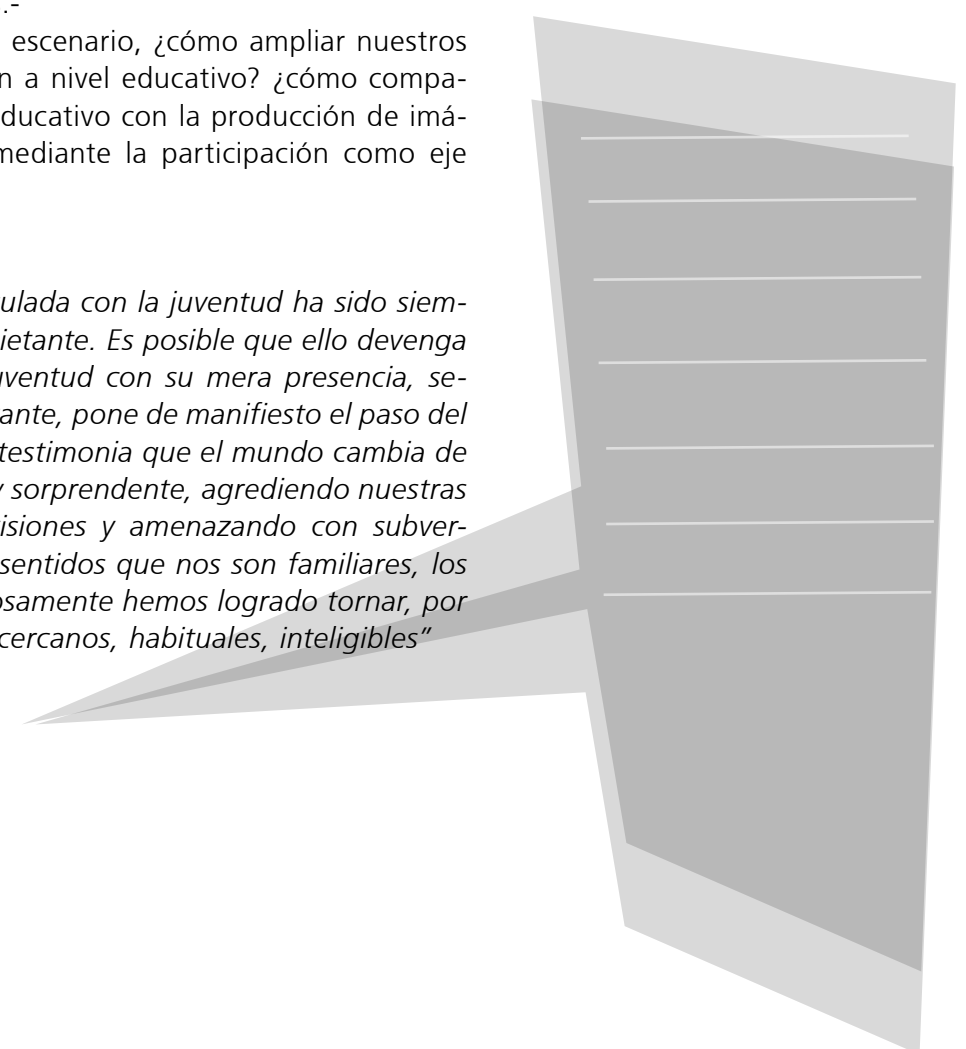 .-
escenario, ¿cómo ampliar nuestros
n a nivel educativo? ¿cómo compa-
ducativo con la producción de imá-
mediante la participación como eje
ulada con la juventud ha sido siem-
ietante. Es posible que ello devenga
uventud con su mera presencia, se-
ante, pone de manifiesto el paso del
testimonia que el mundo cambia de
y sorprendente, agrediendo nuestras
isiones y amenazando con subver-
sentidos que nos son familiares, los
osamente hemos logrado tornar, por
cercanos, habituales, inteligibles”